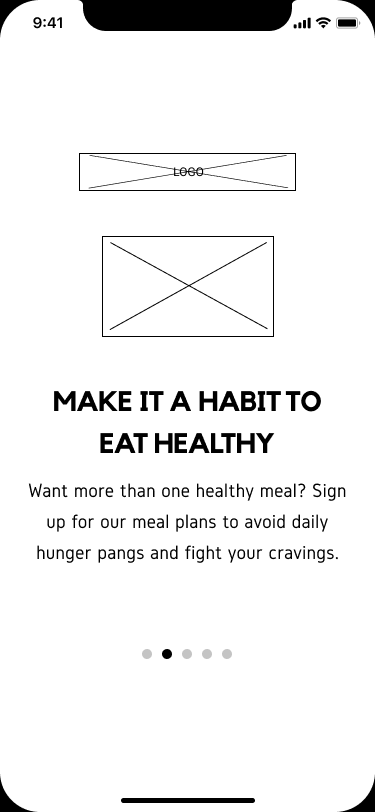 9:41
LOGO
MAKE IT A HABIT TO
EAT HEALTHY
Want more than one healthy meal? Sign
up for our meal plans to avoid daily
hunger pangs and fight your cravings.